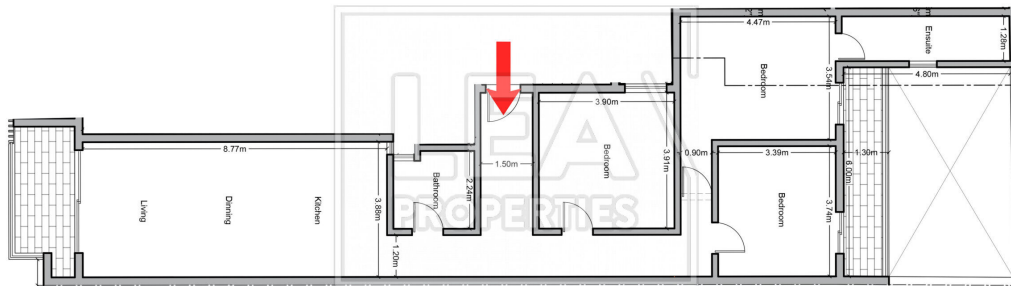 4.47m
Ensuite
1.28m
Bedroom
3.54m
4.80m
3.90m
8.77m
1.50m
Bedroom
3.91m
0.90m
3.39m
1.30m
6.00m
Bathroom
2.24m
Living
Dinning
Kitchen
3.88m
Bedroom
3.74m
1.20m
LEAV
PROPERTIES